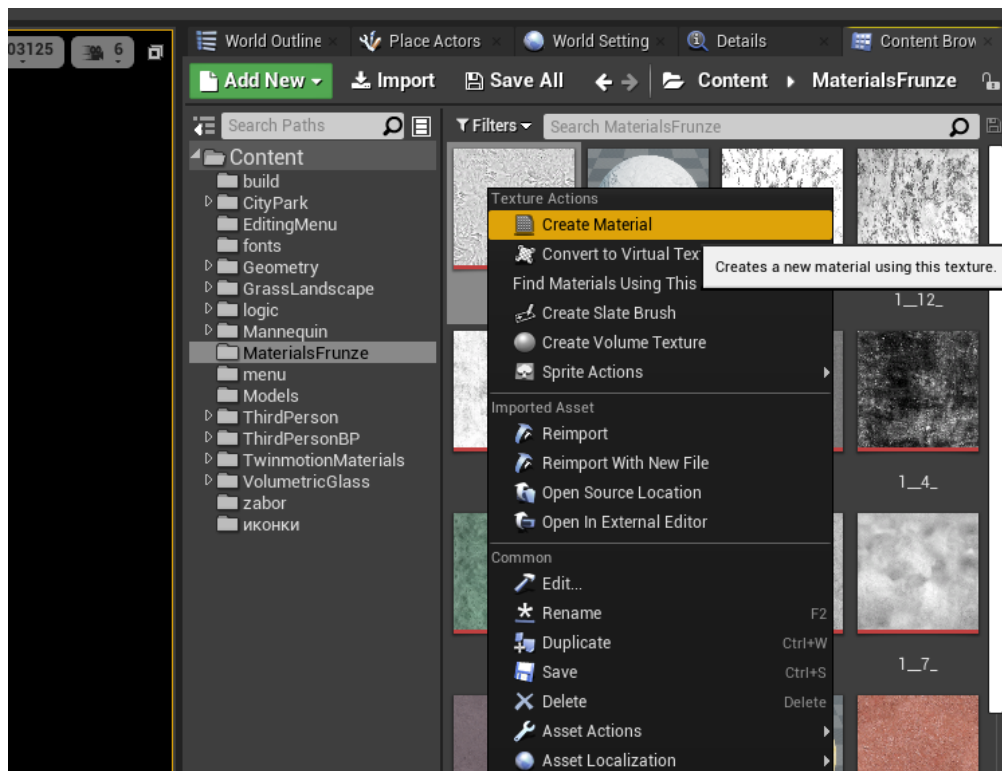 03125
6
World Outline
Place Actors
World Setting
Details
Content Brow
Add New
Import
Save All
Content
MaterialsFrunze
Search Paths
Filters
Search MaterialsFrunze
Content
build
CityPark
EditingMenu
fonts
Geometry
GrassLandscape
logic
Mannequin
MaterialsFrunze
menu
Models
ThirdPerson
ThirdPersonBP
TwinmotionMaterials
VolumetricGlass
zabor
иконки
Texture Actions
Create Material
Convert to Virtual Tex
Creates a new material using this texture.
Find Materials Using This
1__12_
Create Slate Brush
Create Volume Texture
Sprite Actions
Imported Asset
Reimport
Reimport With New File
1__4_
Open Source Location
Open In External Editor
Common
Edit...
Rename F2
Duplicate Ctrl+W
1__7_
Save Ctrl+S
Delete Delete
Asset Actions
Asset Localization